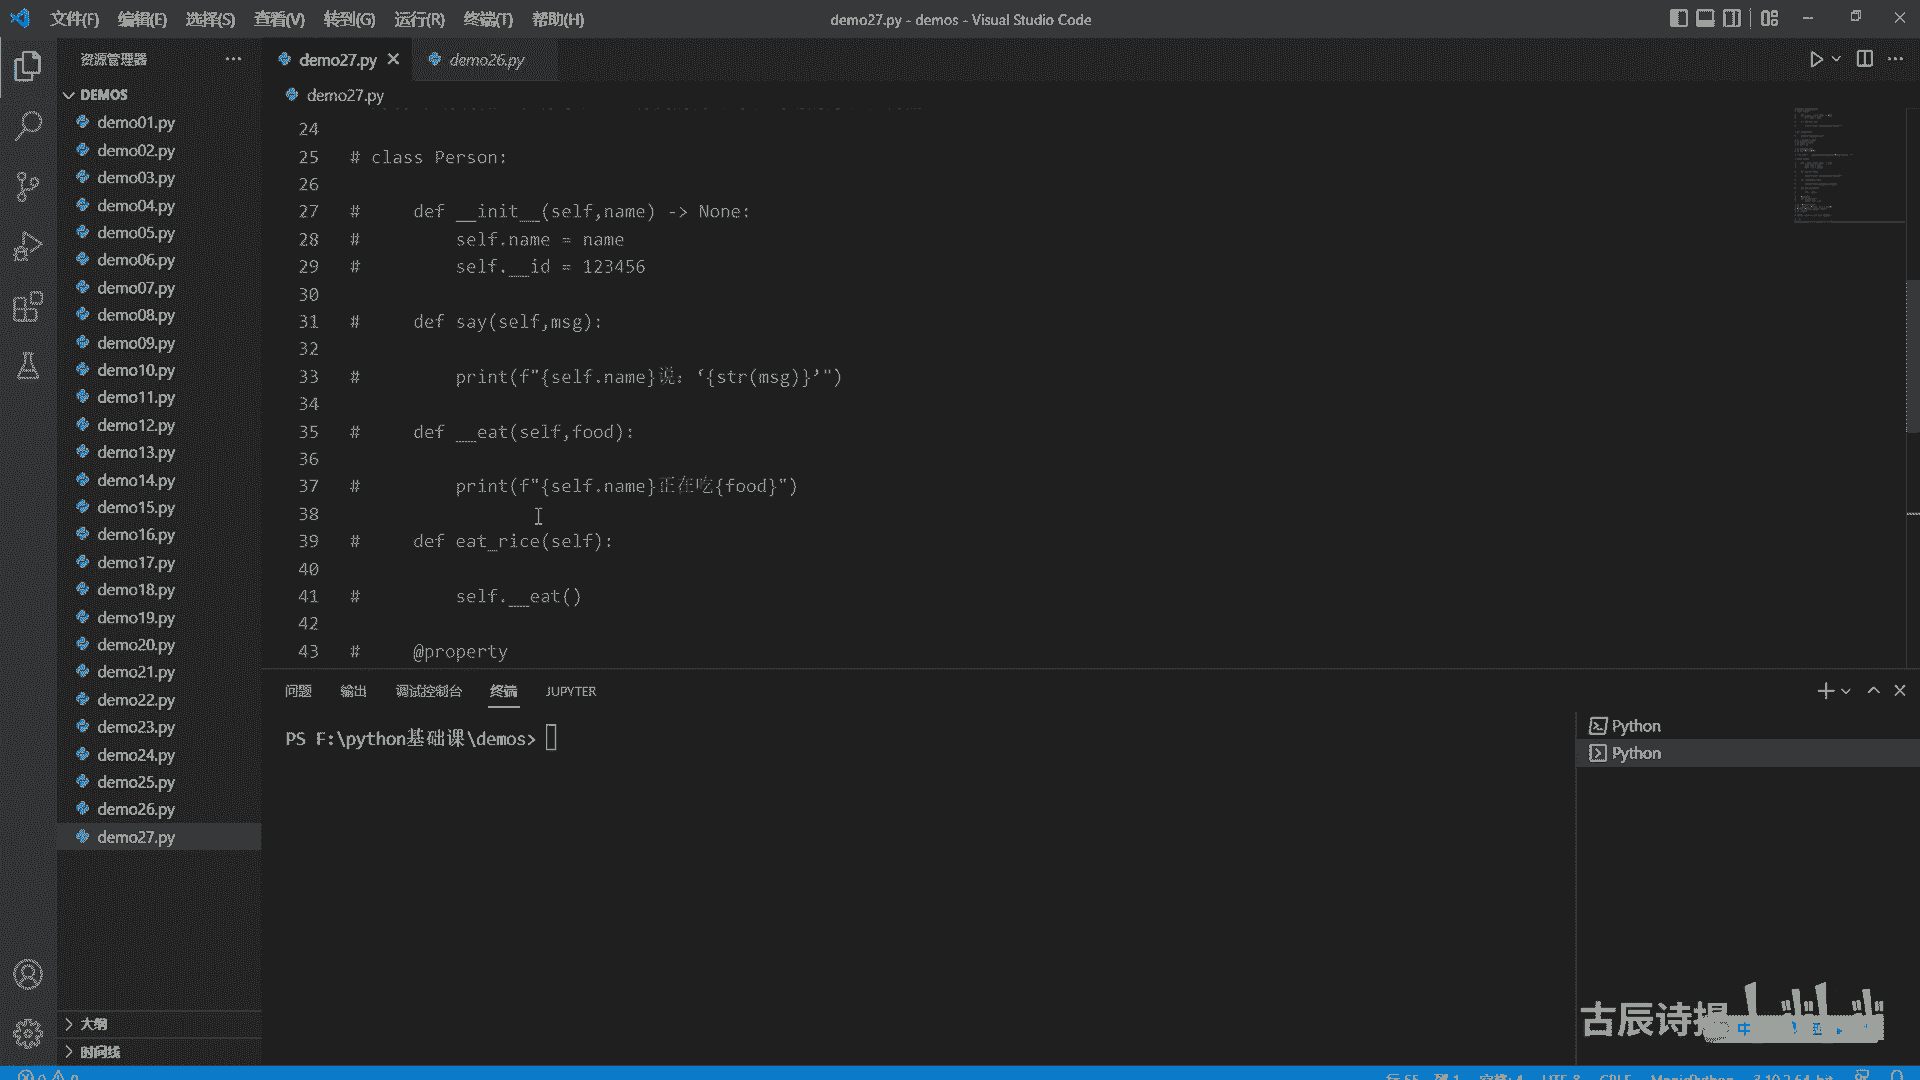 文件(F) 编辑(E) 选择(S) 查看(V) 转到(G) 运行(R) 终端(T) 帮助(H)
demo27.py - demos - Visual Studio Code
资源管理器
DEMOS
demo01.py
demo02.py
demo03.py
demo04.py
demo05.py
demo06.py
demo07.py
demo08.py
demo09.py
demo10.py
demo11.py
demo12.py
demo13.py
demo14.py
demo15.py
demo16.py
demo17.py
demo18.py
demo19.py
demo20.py
demo21.py
demo22.py
demo23.py
demo24.py
demo25.py
demo26.py
demo27.py
大纲
时间线
demo27.py demo26.py
demo27.py
24
25 # class Person:
26
27 # def __init__(self,name) -> None:
28 # self.name = name
29 # self.__id = 123456
30
31 # def say(self,msg):
32
33 # print(f"{self.name}说：‘{str(msg)}’")
34
35 # def __eat(self,food):
36
37 # print(f"{self.name}正在吃{food}")
38
39 # def eat_rice(self):
40
41 # self.__eat()
42
43 # @property
问题 输出 调试控制台 终端 JUPYTER
PS F:\python基础课\demos>
Python
Python
古辰诗
中